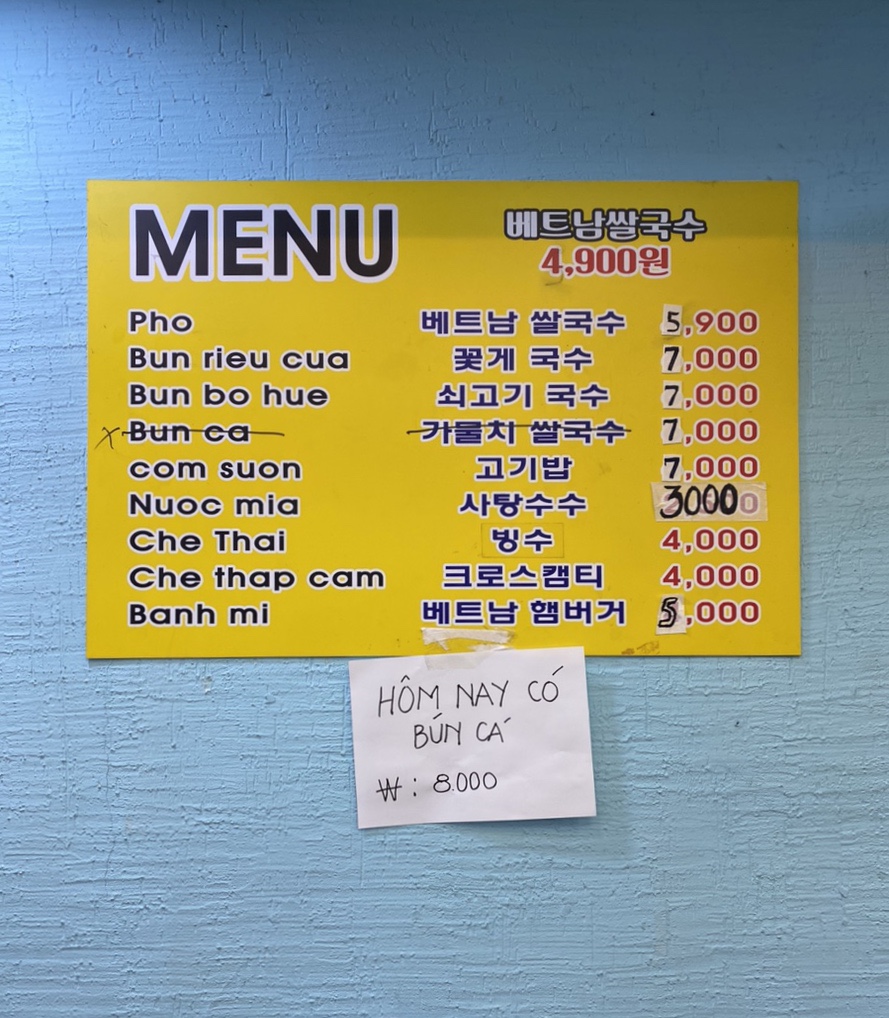 MENU
베트남쌀국수
4,900원
Pho 베트남 쌀국수 5,900
Bun rieu cua 꽃게 국수 7,000
Bun bo hue 쇠고기 국수 7,000
x Bun ca 가물치 쌀국수 7,000
com suon 고기밥 7,000
Nuoc mia 사탕수수 3000
Che Thai 빙수 4,000
Che thap cam 크로스캠티 4,000
Banh mi 베트남 햄버거 5,000
HÔM NAY CÓ
BÚN CÁ
₩ : 8.000